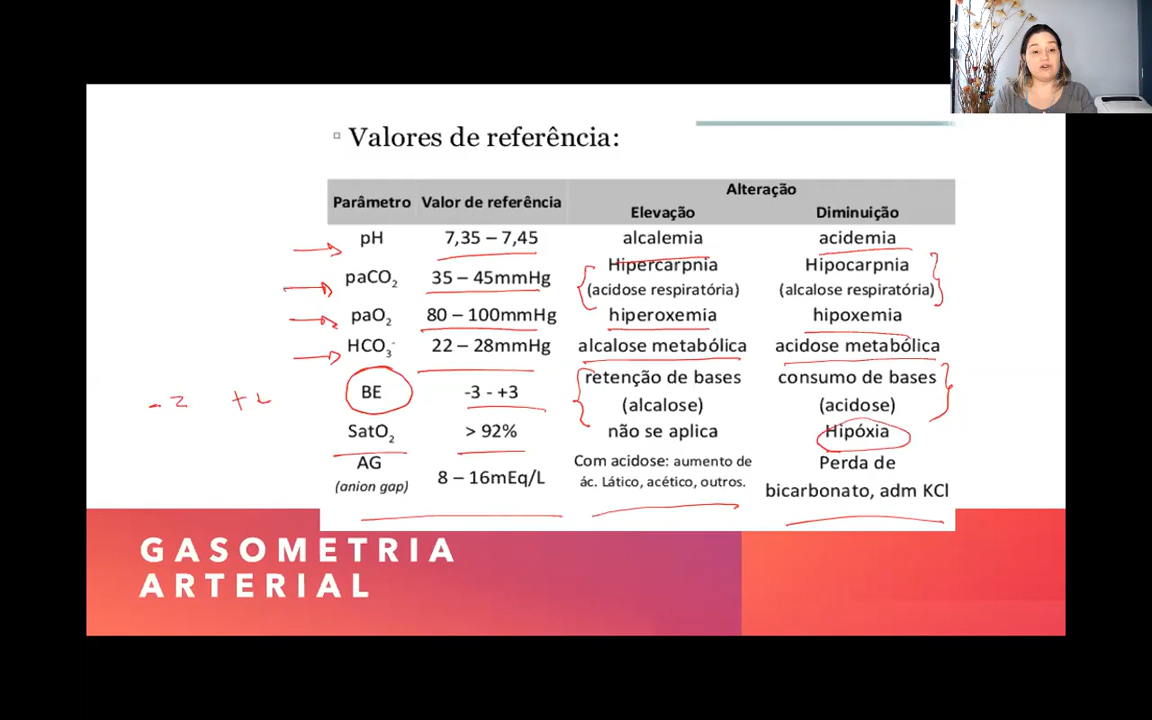 Valores de referência:
Alteração
Parâmetro Valor de referência
Elevação Diminuição
pH 7,35 – 7,45 alcalemia acidemia
paCO₂ 35 – 45mmHg Hipercarpnia Hipocarpnia
(acidose respiratória) (alcalose respiratória)
paO₂ 80 – 100mmHg hiperoxemia hipoxemia
HCO₃⁻ 22 – 28mmHg alcalose metabólica acidose metabólica
retenção de bases consumo de bases
- 2 BE -3 - +3
(alcalose) (acidose)
SatO₂ > 92% não se aplica Hipóxia
AG Com acidose: aumento de Perda de
(anion gap) 8 – 16mEq/L ác. Lático, acético, outros. bicarbonato, adm KCl
GASOMETRIA
ARTERIAL